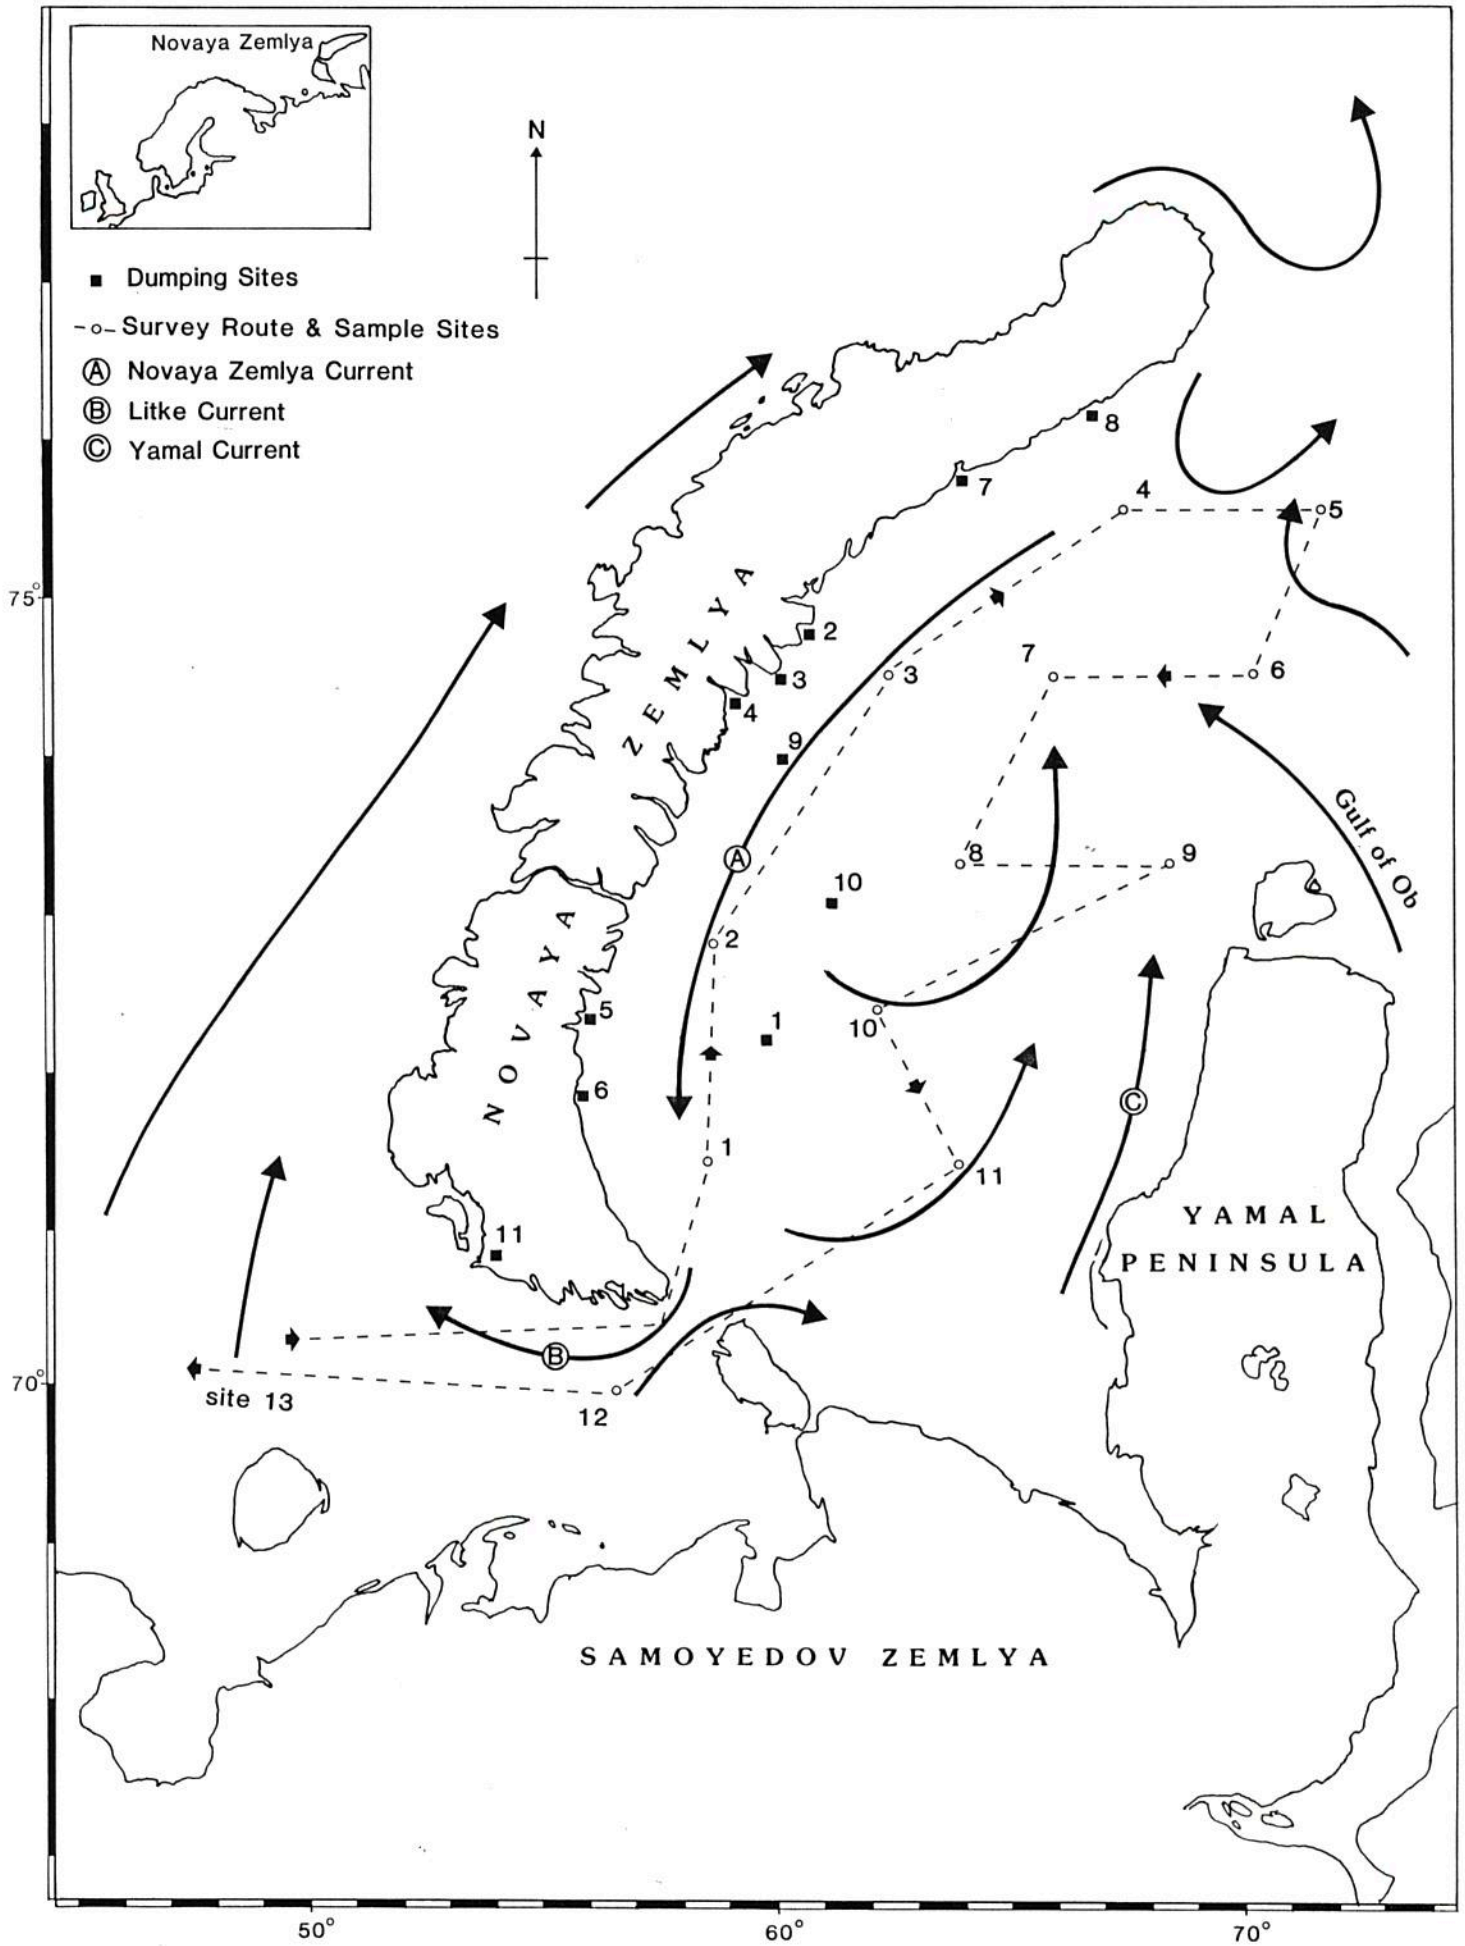 Novaya Zemlya
N
Dumping Sites
Survey Route & Sample Sites
A Novaya Zemlya Current
B Litke Current
C Yamal Current
8
7
4
5
75°
ZEMLYA
2
3
4
3
7
6
9
A
8
9
Gulf of Ob
10
2
NOVAYA
5
1
10
6
C
1
11
YAMAL
PENINSULA
11
B
70°
site 13
12
SAMOYEDOV ZEMLYA
50°
60°
70°